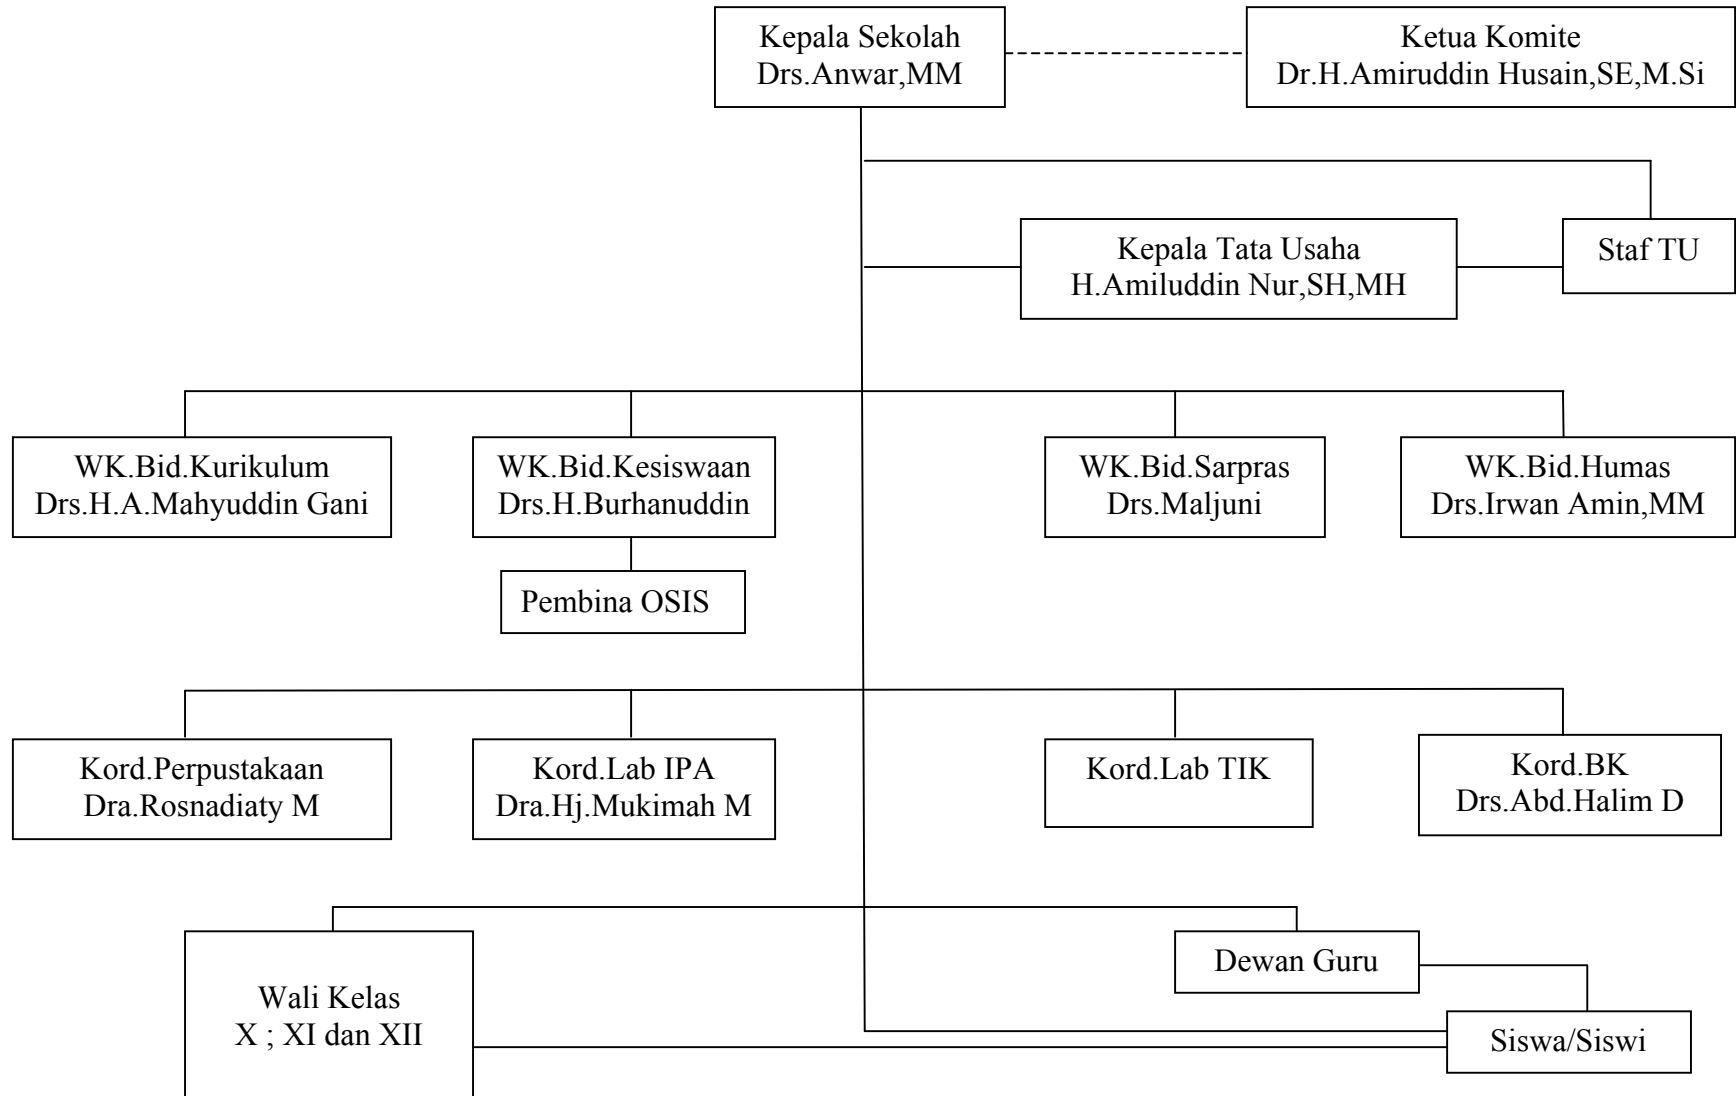 Kepala Sekolah
Drs.Anwar,MM
Ketua Komite
Dr.H.Amiruddin Husain,SE,M.Si
Kepala Tata Usaha
H.Amiluddin Nur,SH,MH
Staf TU
WK.Bid.Kurikulum
Drs.H.A.Mahyuddin Gani
WK.Bid.Kesiswaan
Drs.H.Burhanuddin
WK.Bid.Sarpras
Drs.Maljuni
WK.Bid.Humas
Drs.Irwan Amin,MM
Pembina OSIS
Kord.Perpustakaan
Dra.Rosnadiaty M
Kord.Lab IPA
Dra.Hj.Mukimah M
Kord.Lab TIK
Kord.BK
Drs.Abd.Halim D
Wali Kelas
X ; XI dan XII
Dewan Guru
Siswa/Siswi